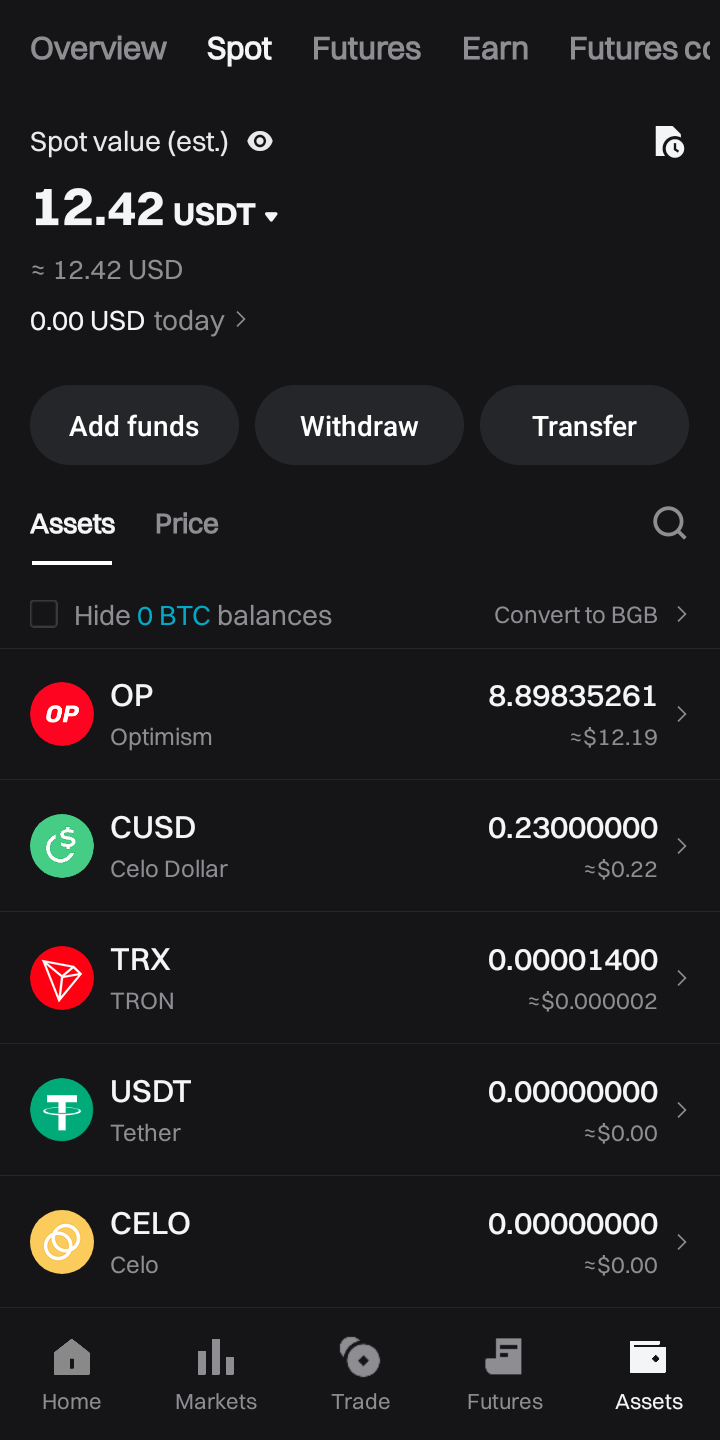 Overview Spot Futures Earn Futures co
Spot value (est.)
12.42 USDT
≈ 12.42 USD
0.00 USD today
Add funds Withdraw Transfer
Assets Price
Hide 0 BTC balances Convert to BGB
OP OP 8.89835261
Optimism ≈$12.19
CUSD 0.23000000
Celo Dollar ≈$0.22
TRX 0.00001400
TRON ≈$0.000002
USDT 0.00000000
Tether ≈$0.00
CELO 0.00000000
Celo ≈$0.00
Home Markets Trade Futures Assets